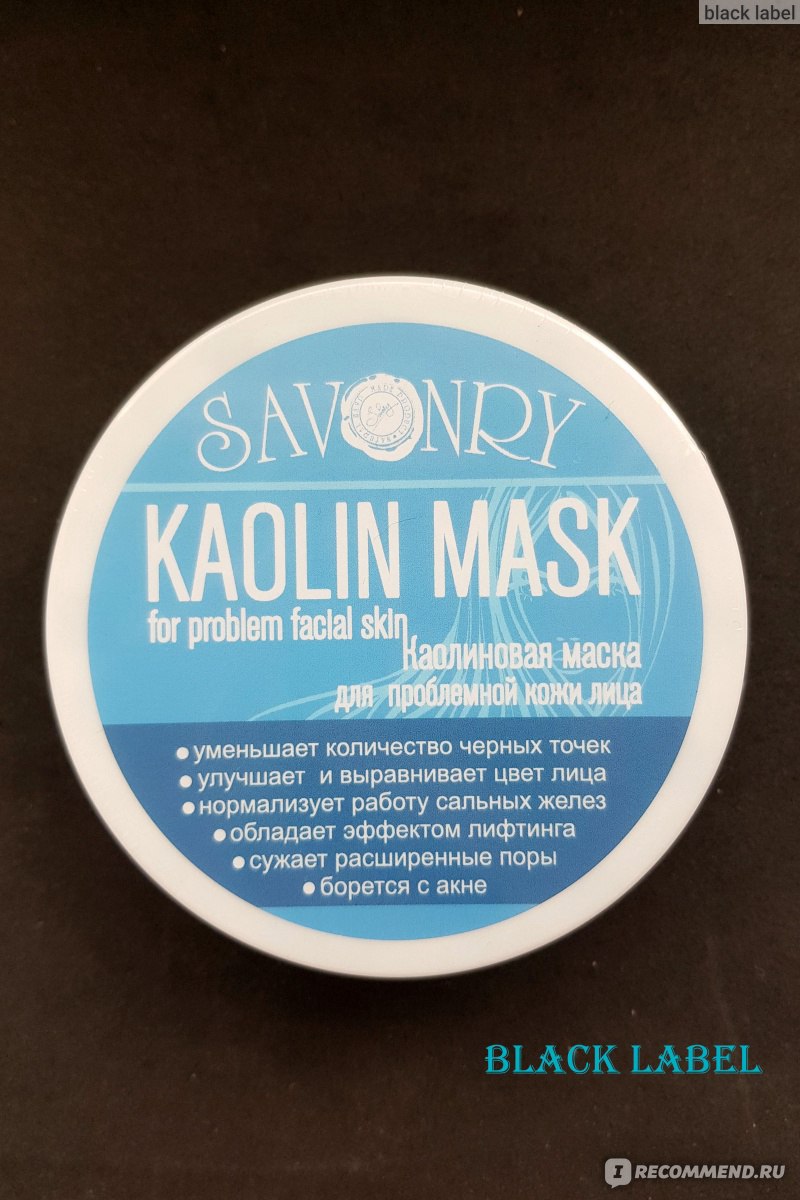 black label
SAVONRY
KAOLIN MASK
for problem facial skin
Каолиновая маска
для проблемной кожи лица
● уменьшает количество черных точек
● улучшает и выравнивает цвет лица
● нормализует работу сальных желез
● обладает эффектом лифтинга
● сужает расширенные поры
● борется с акне
BLACK LABEL
IRECOMMEND.RU